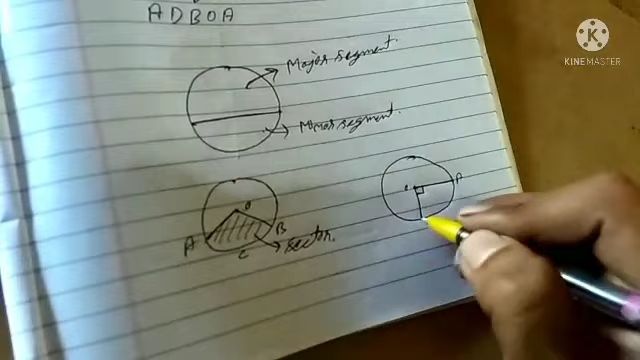 ADBOA
Major segment
Minor segment
O
A
B
C
sector.
O
A
K
KINEMASTER